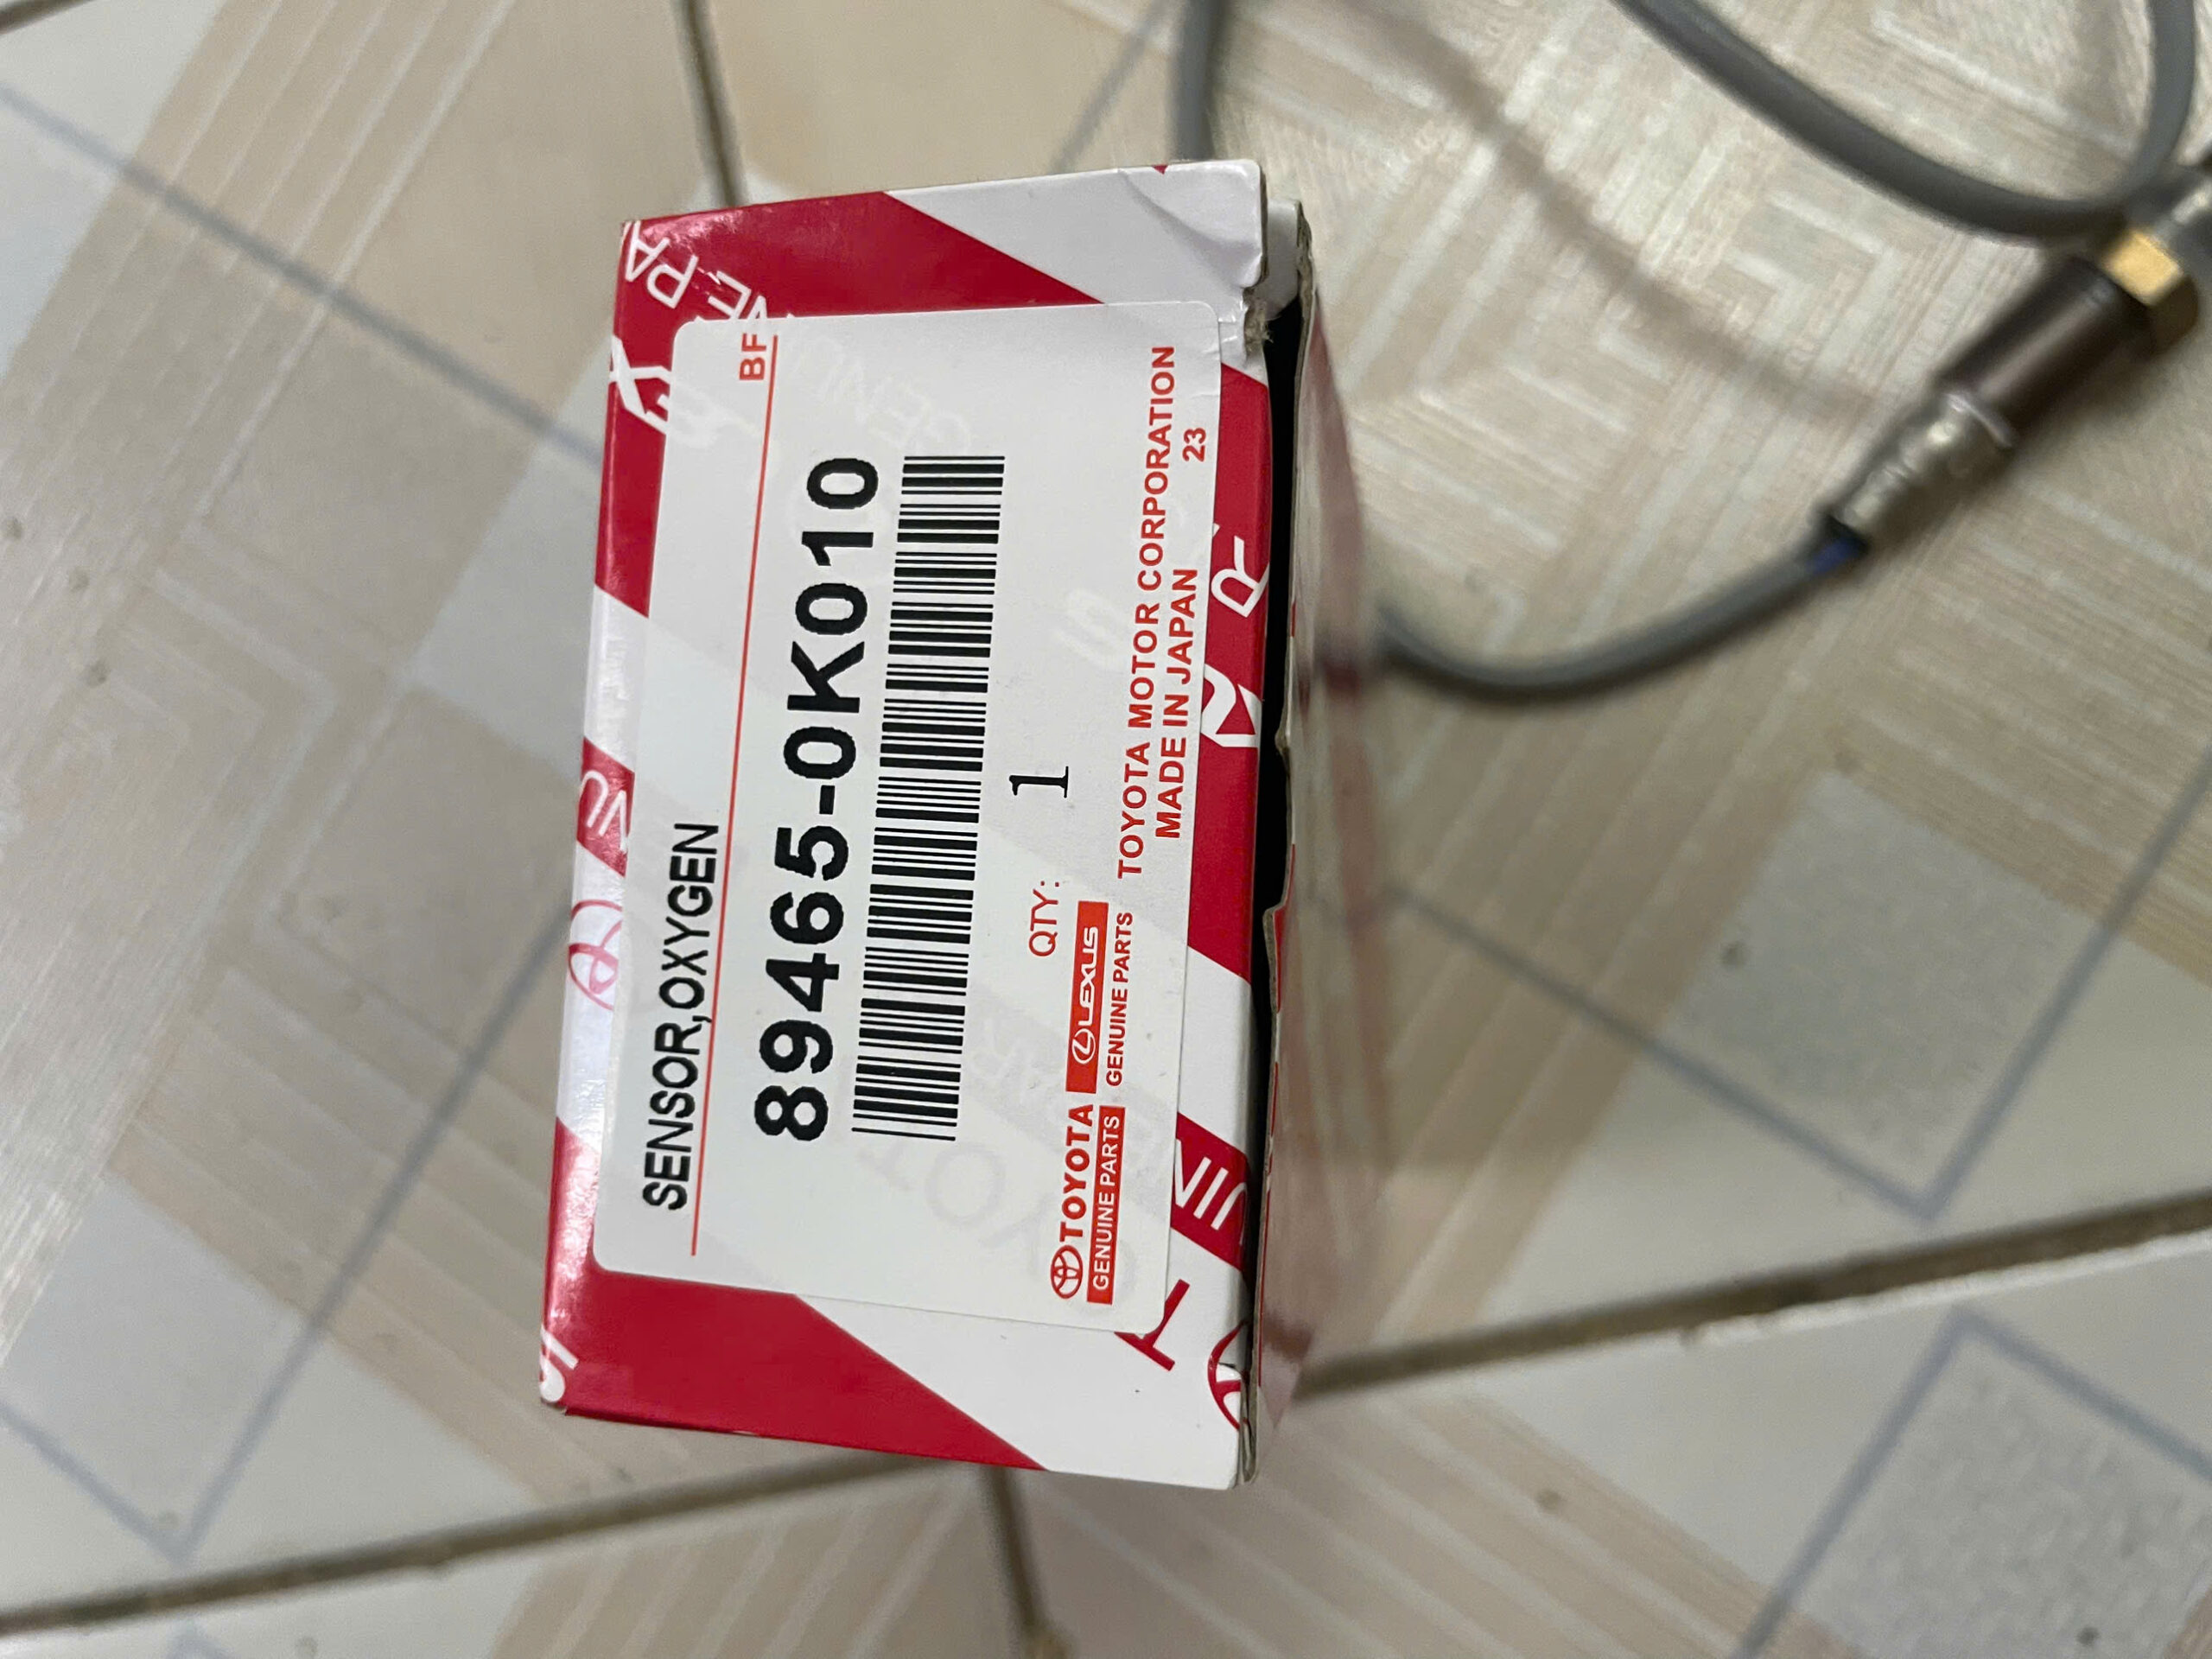 SENSOR,OXYGEN
BF
89465-0K010
QTY: 1
TOYOTA
GENUINE PARTS
LEXUS
GENUINE PARTS
TOYOTA MOTOR CORPORATION
MADE IN JAPAN 23